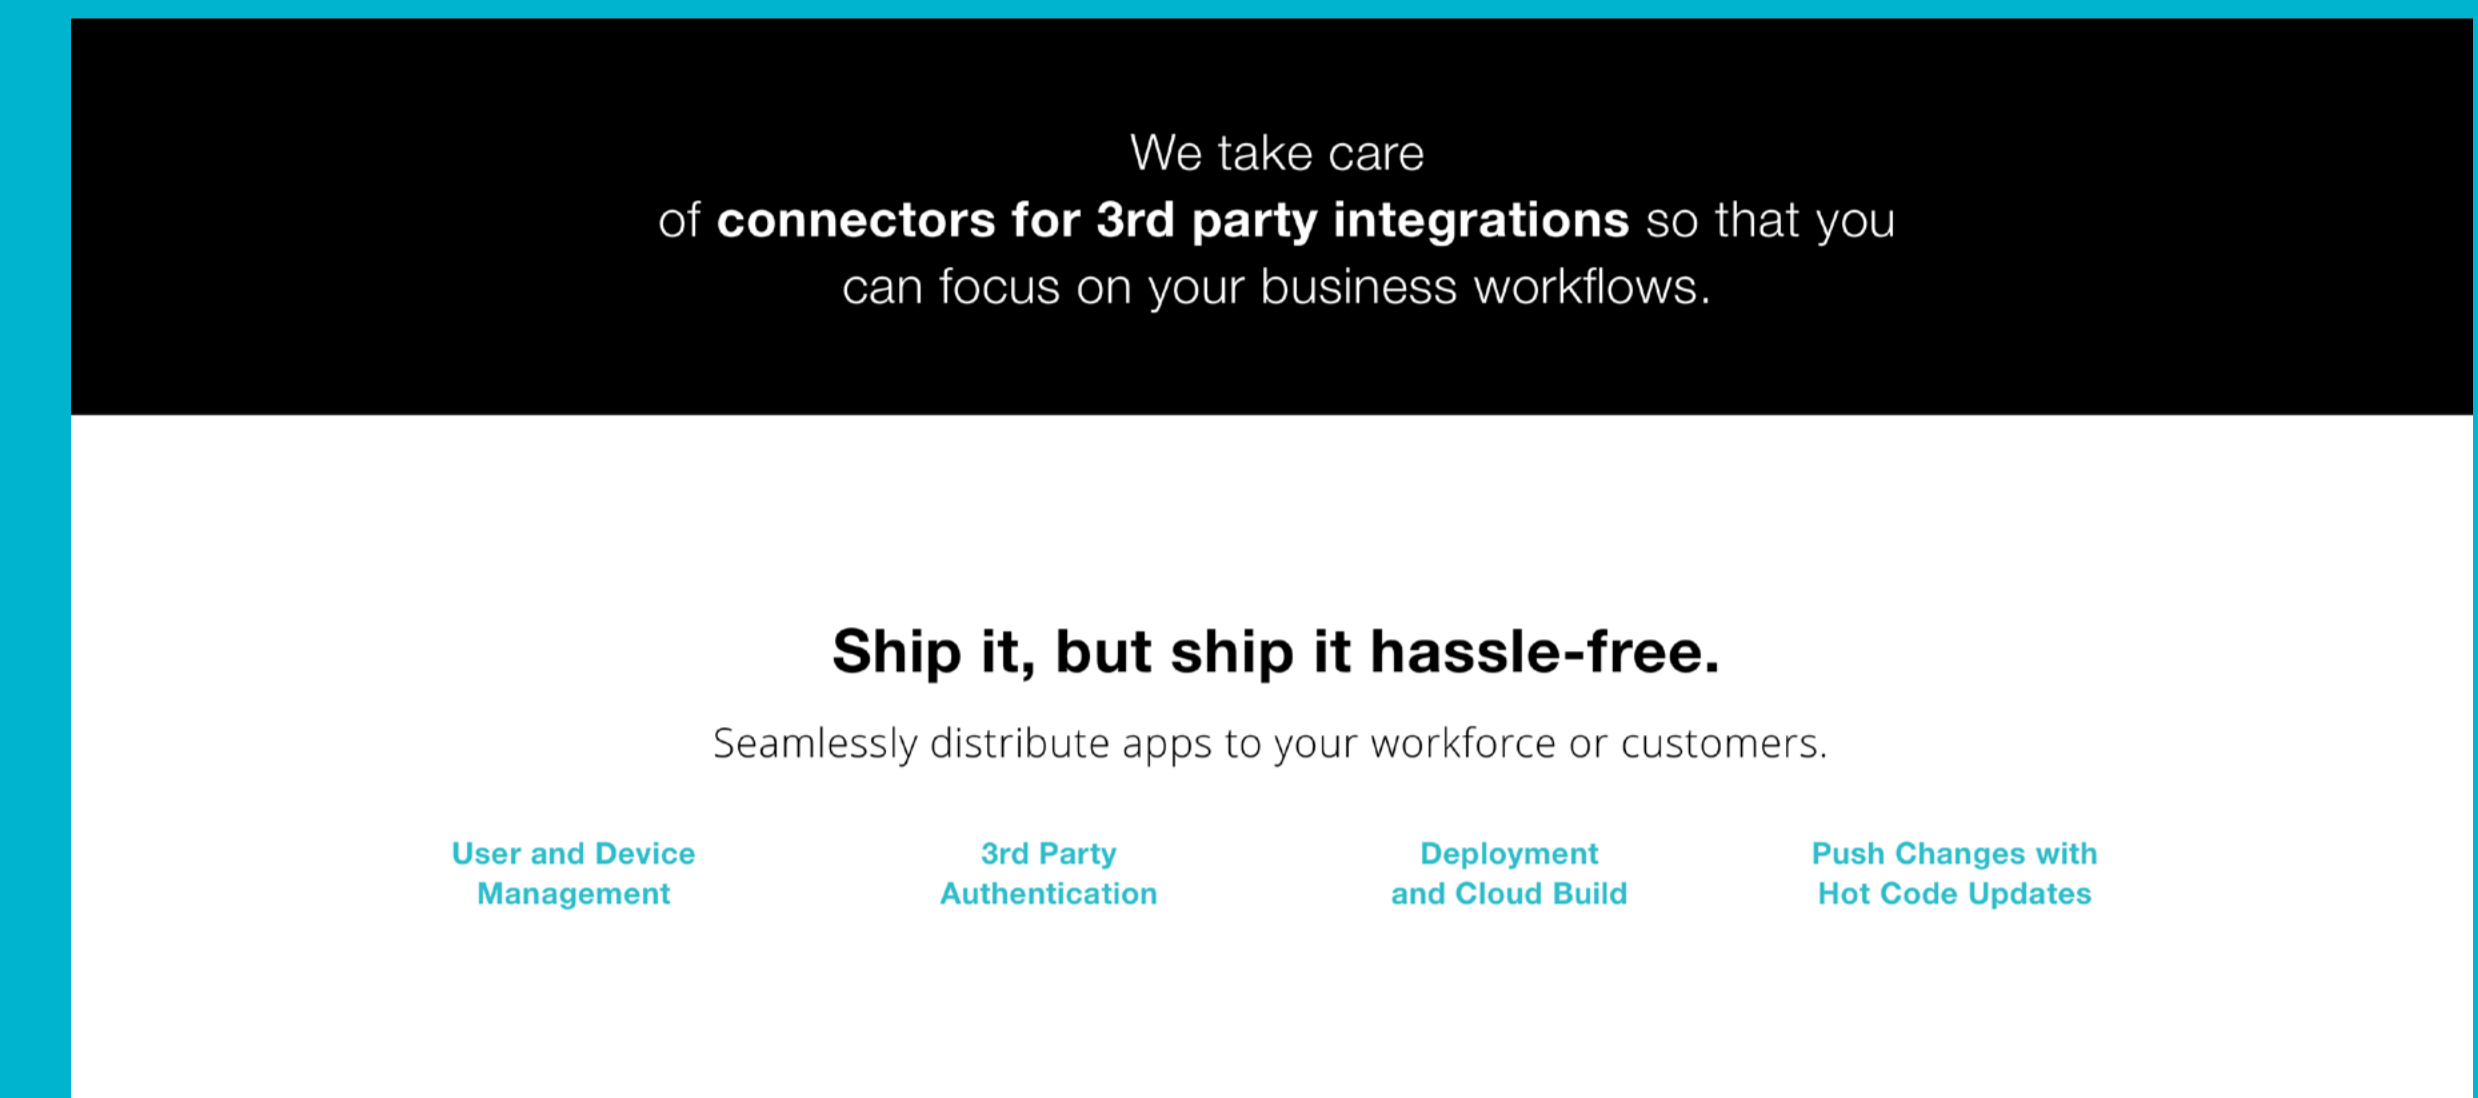 We take care
of connectors for 3rd party integrations so that you
can focus on your business workflows.
Ship it, but ship it hassle-free.
Seamlessly distribute apps to your workforce or customers.
User and Device
Management
3rd Party
Authentication
Deployment
and Cloud Build
Push Changes with
Hot Code Updates